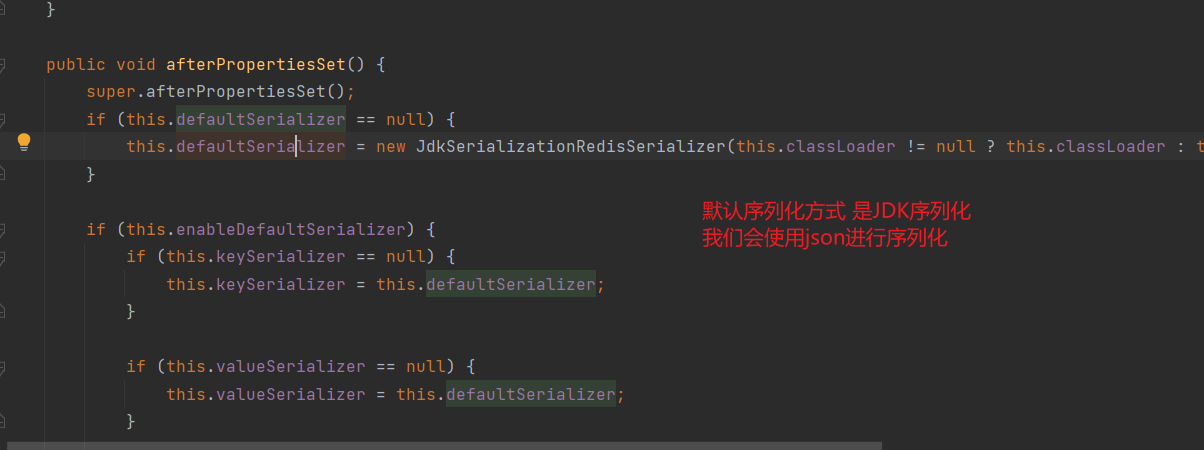 }
public void afterPropertiesSet() {
super.afterPropertiesSet();
if (this.defaultSerializer == null) {
this.defaultSerializer = new JdkSerializationRedisSerializer(this.classLoader != null ? this.classLoader : t
}
默认序列化方式 是JDK序列化
我们会使用json进行序列化
if (this.enableDefaultSerializer) {
if (this.keySerializer == null) {
this.keySerializer = this.defaultSerializer;
}
if (this.valueSerializer == null) {
this.valueSerializer = this.defaultSerializer;
}